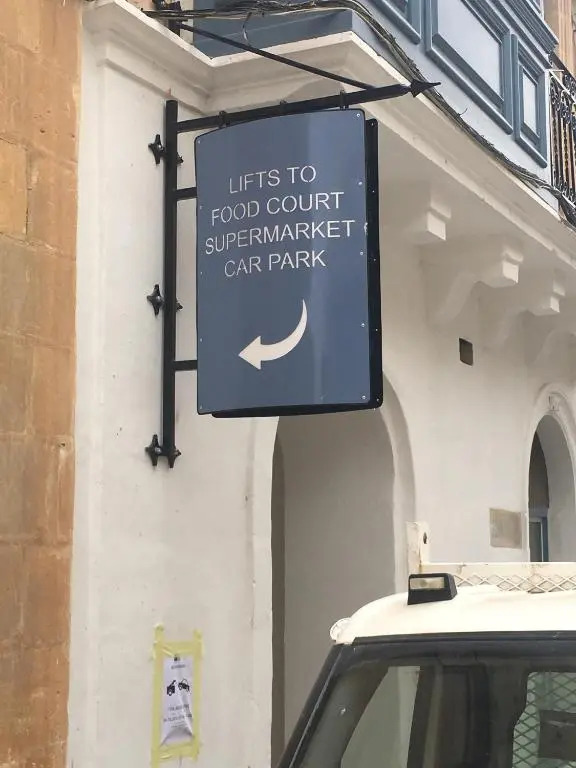 LIFTS TO
FOOD COURT
SUPERMARKET
CAR PARK